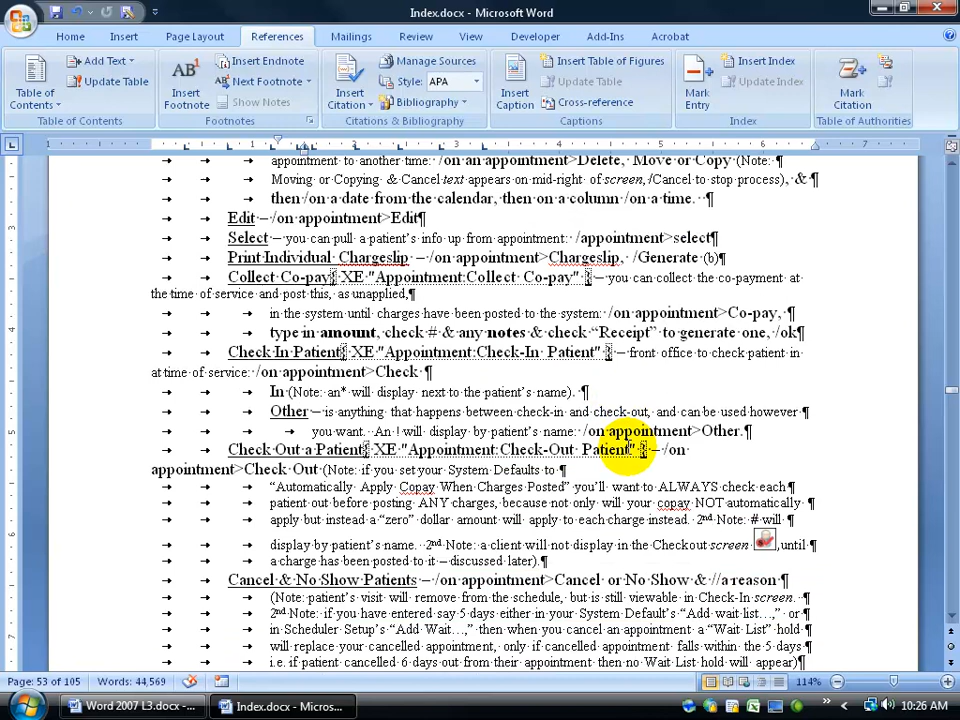 Index.docx - Microsoft Word
Home Insert Page Layout References Mailings Review View Developer Add-Ins Acrobat
Table of Contents
Add Text
Update Table
Table of Contents
AB1
Insert Footnote
Insert Endnote
Next Footnote
Show Notes
Footnotes
Insert Citation
Manage Sources
Style: APA
Bibliography
Citations & Bibliography
Insert Caption
Insert Table of Figures
Update Table
Cross-reference
Captions
Mark Entry
Insert Index
Update Index
Index
Mark Citation
Table of Authorities
appointment to another time: /on an appointment>Delete, Move or Copy (Note:
Moving or Copying & Cancel text appears on mid-right of screen, /Cancel to stop process), & ¶
then /on a date from the calendar, then on a column /on a time. ¶
Edit – /on appointment>Edit¶
Select – you can pull a patient's info up from appointment: /appointment>select¶
Print Individual Chargeslip – /on appointment>Chargeslip, /Generate (b)¶
Collect Co-pay{ XE "Appointment:Collect Co-pay" } – you can collect the co-payment at
the time of service and post this, as unapplied,¶
in the system until charges have been posted to the system: /on appointment>Co-pay, ¶
type in amount, check # & any notes & check “Receipt” to generate one, /ok¶
Check In Patient{ XE "Appointment:Check-In Patient" } – front office to check patient in
at time of service: /on appointment>Check ¶
In (Note: an* will display next to the patient's name). ¶
Other – is anything that happens between check-in and check-out, and can be used however
you want. An ! will display by patient's name: /on appointment>Other. ¶
Check Out a Patient{ XE "Appointment:Check-Out Patient" } – /on
appointment>Check Out (Note: if you set your System Defaults to ¶
“Automatically Apply Copay When Charges Posted” you'll want to ALWAYS check each ¶
patient out before posting ANY charges, because not only will your copay NOT automatically ¶
apply but instead a “zero” dollar amount will apply to each charge instead. 2nd Note: # will ¶
display by patient's name. 2nd Note: a client will not display in the Checkout screen ,until ¶
a charge has been posted to it – discussed later)¶
Cancel & No Show Patients – /on appointment>Cancel or No Show & //a reason ¶
(Note: patient's visit will remove from the schedule, but is still viewable in Check-In screen. ¶
2nd Note: if you have entered say 5 days either in your System Default's “Add wait list…,” or ¶
in Scheduler Setup's “Add Wait…,” then when you cancel an appointment a “Wait List” hold ¶
will replace your cancelled appointment, only if cancelled appointment falls within the 5 days ¶
i.e. if patient cancelled 6 days out from their appointment then no Wait List hold will appear)¶
Page: 53 of 105 Words: 44,569 114%
Word 2007 L3.docx -... Index.docx - Micros... 10:26 AM